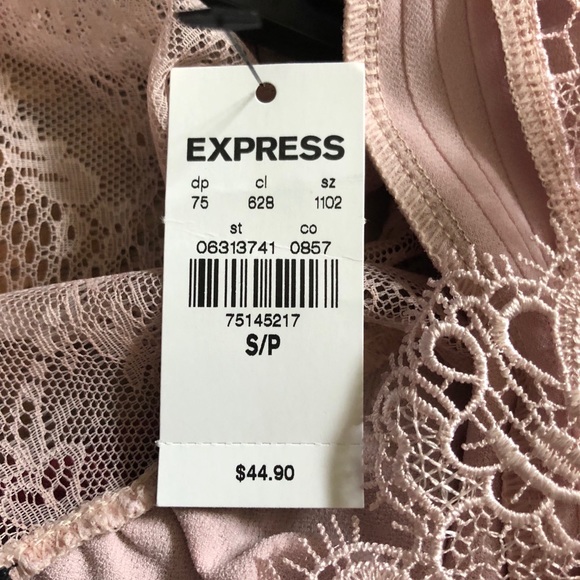 EXPRESS
dp cl sz
75 628 1102
st co
06313741 0857
75145217
S/P
$44.90